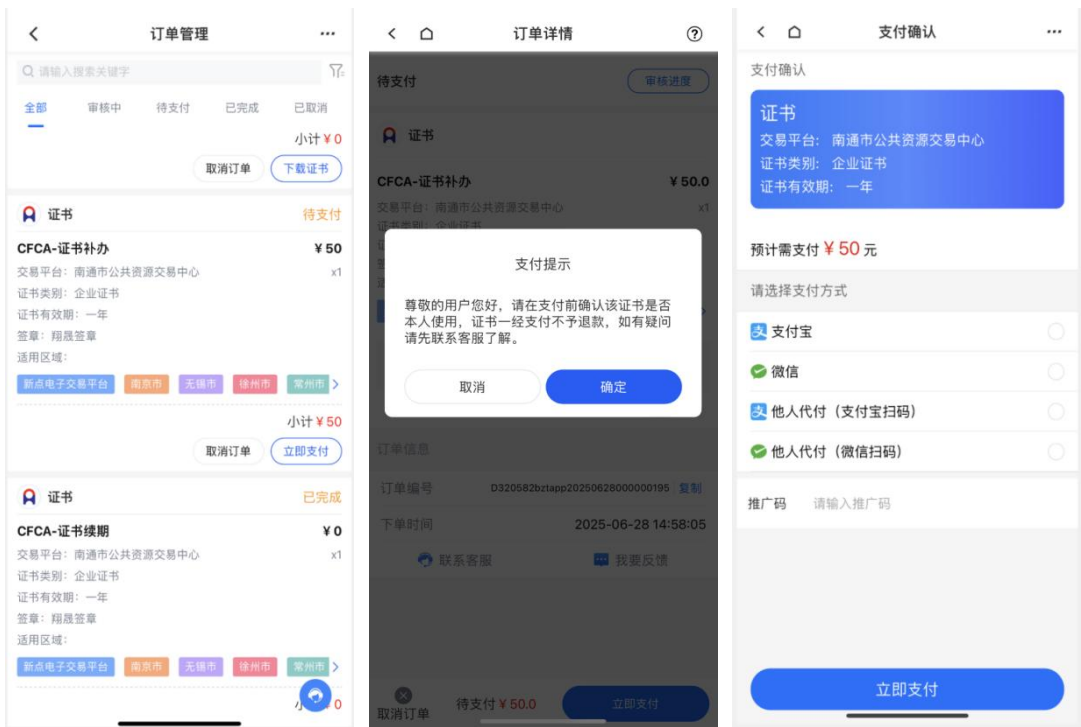 订单管理
请输入搜索关键字
全部 审核中 待支付 已完成 已取消
小计 ¥ 0
取消订单 下载证书
证书 待支付
CFCA-证书补办 ¥ 50
交易平台：南通市公共资源交易中心 x1
证书类别：企业证书
证书有效期：一年
签章：翔晟签章
适用区域：
新点电子交易平台 南京市 无锡市 徐州市 常州市
小计 ¥ 50
取消订单 立即支付
证书 已完成
CFCA-证书续期 ¥ 0
交易平台：南通市公共资源交易中心 x1
证书类别：企业证书
证书有效期：一年
签章：翔晟签章
适用区域：
新点电子交易平台 南京市 无锡市 徐州市 常州市
订单详情
待支付 审核进度
证书
CFCA-证书补办 ¥ 50.0
交易平台：南通市公共资源交易中心 x1
证书类别：企业证书
支付提示
尊敬的用户您好，请在支付前确认该证书是否
本人使用，证书一经支付不予退款，如有疑问
请先联系客服了解。
取消 确定
订单信息
订单编号 D320582bztapp20250628000000195 复制
下单时间 2025-06-28 14:58:05
联系客服 我要反馈
取消订单 待支付 ¥ 50.0 立即支付
支付确认
支付确认
证书
交易平台： 南通市公共资源交易中心
证书类别： 企业证书
证书有效期： 一年
预计需支付 ¥ 50 元
请选择支付方式
支付宝
微信
他人代付（支付宝扫码）
他人代付（微信扫码）
推广码 请输入推广码
立即支付